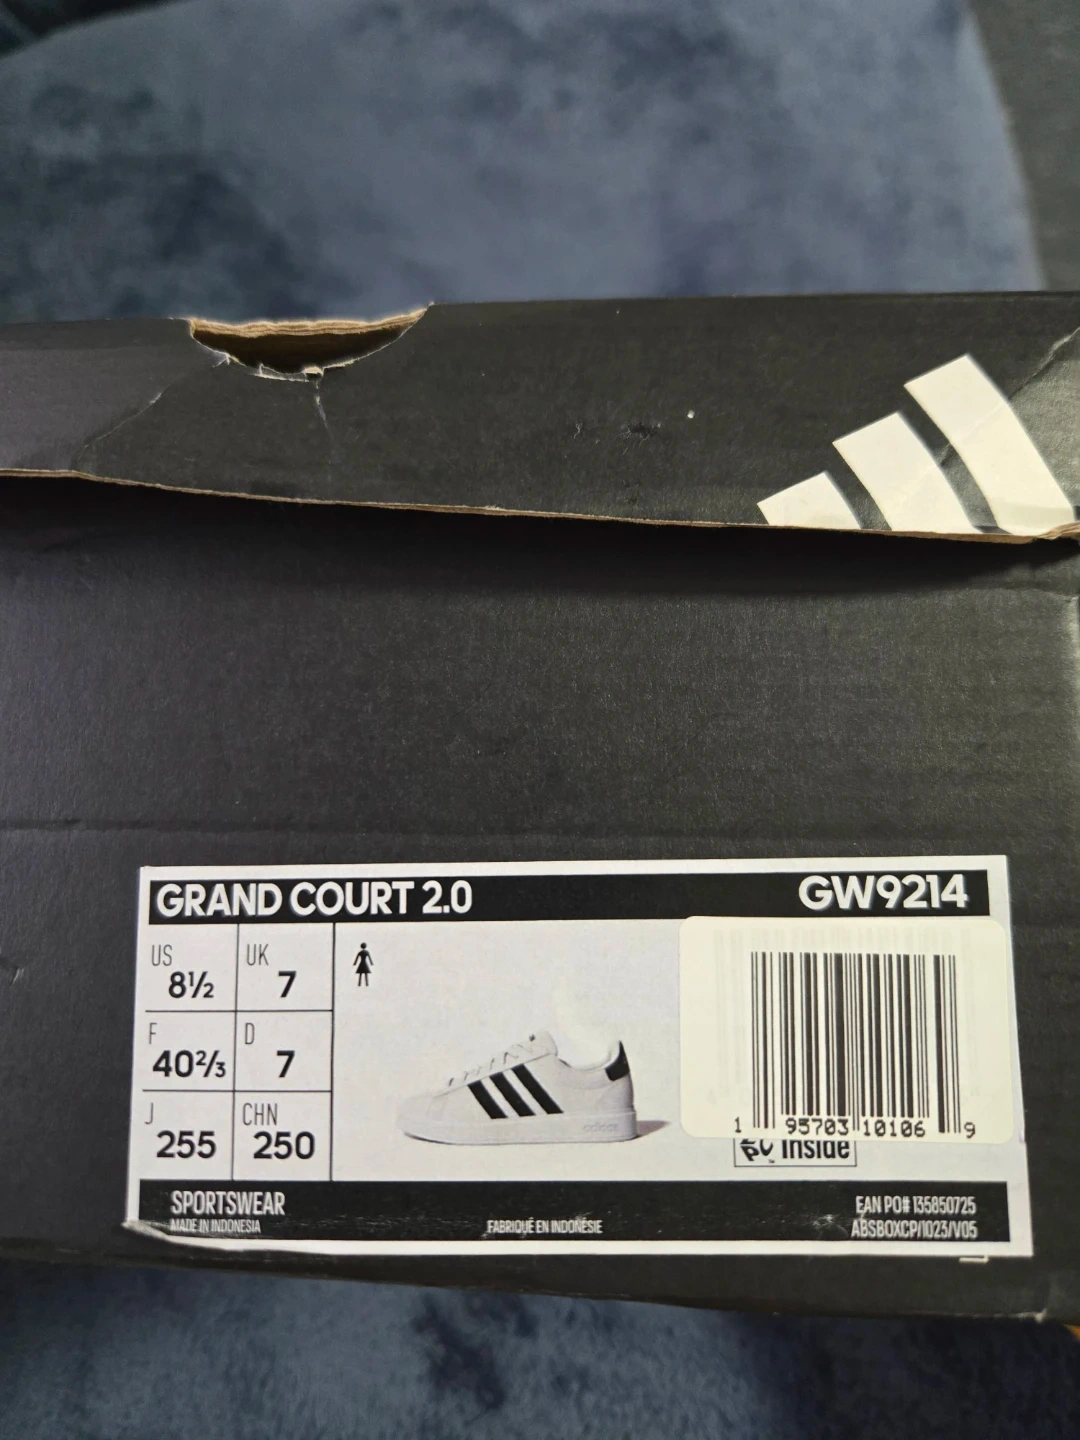 GRAND COURT 2.0
GW9214
US
8½
UK
7
F
40⅔
D
7
J
255
CHN
250
adidas
1 95703 10106 9
Inside
SPORTSWEAR
MADE IN INDONESIA
FABRIQUÉ EN INDONÉSIE
EAN PO# 135850725
ABSBOXCP/1023/V05